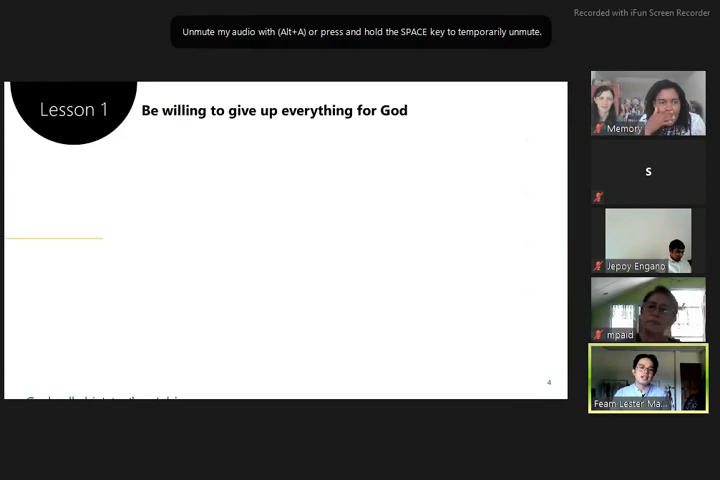 Recorded with iFun Screen Recorder
Unmute my audio with (Alt+A) or press and hold the SPACE key to temporarily unmute.
Lesson 1
Be willing to give up everything for God
4
Memory
S
Jepoy Engano
mpaid
Feam Lester Ma...